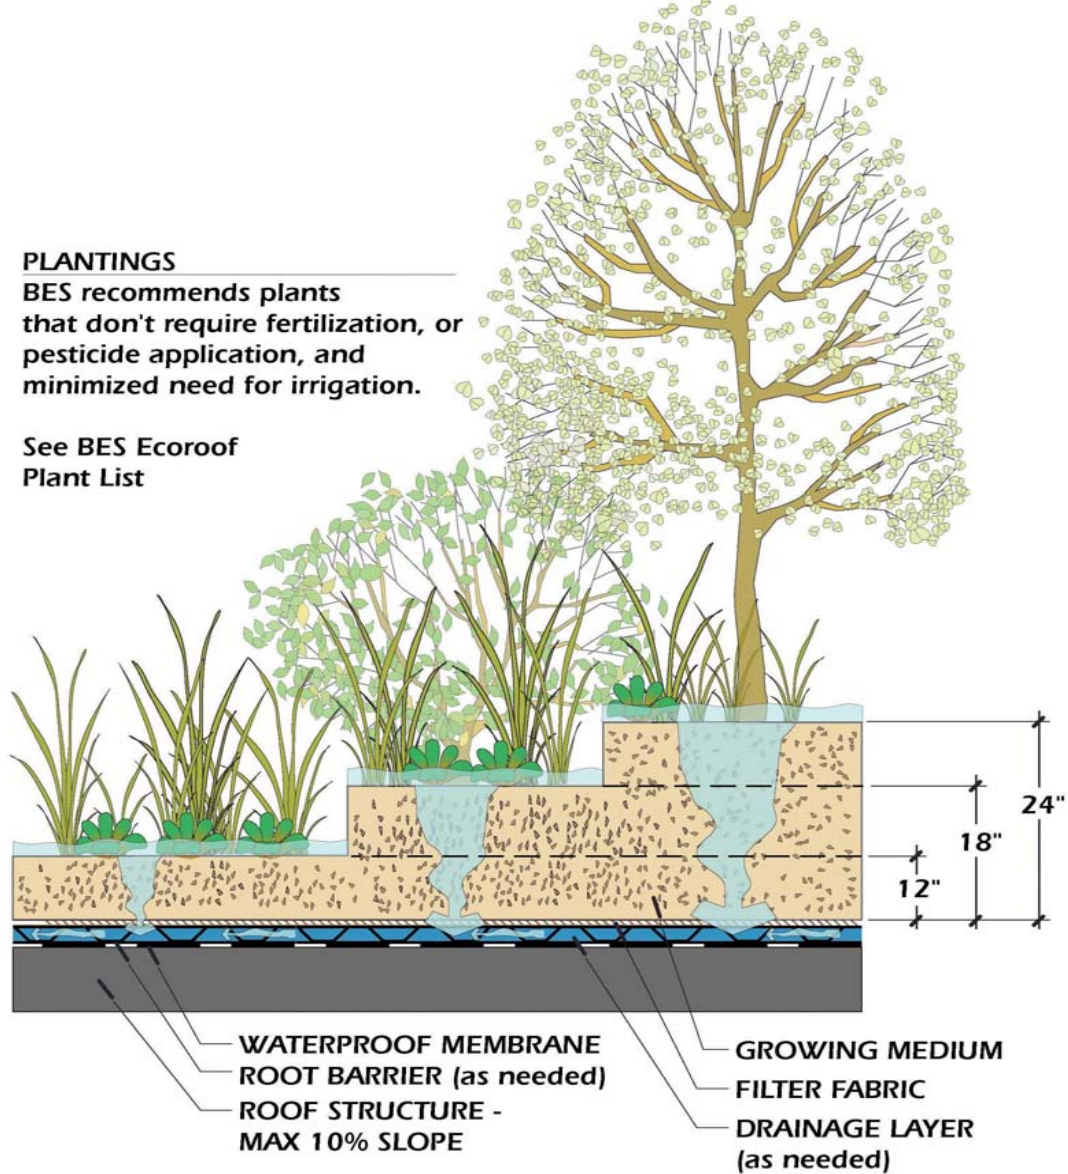 PLANTINGS
BES recommends plants
that don't require fertilization, or
pesticide application, and
minimized need for irrigation.
See BES Ecoroof
Plant List
24"
18"
12"
WATERPROOF MEMBRANE
ROOT BARRIER (as needed)
ROOF STRUCTURE -
MAX 10% SLOPE
GROWING MEDIUM
FILTER FABRIC
DRAINAGE LAYER
(as needed)